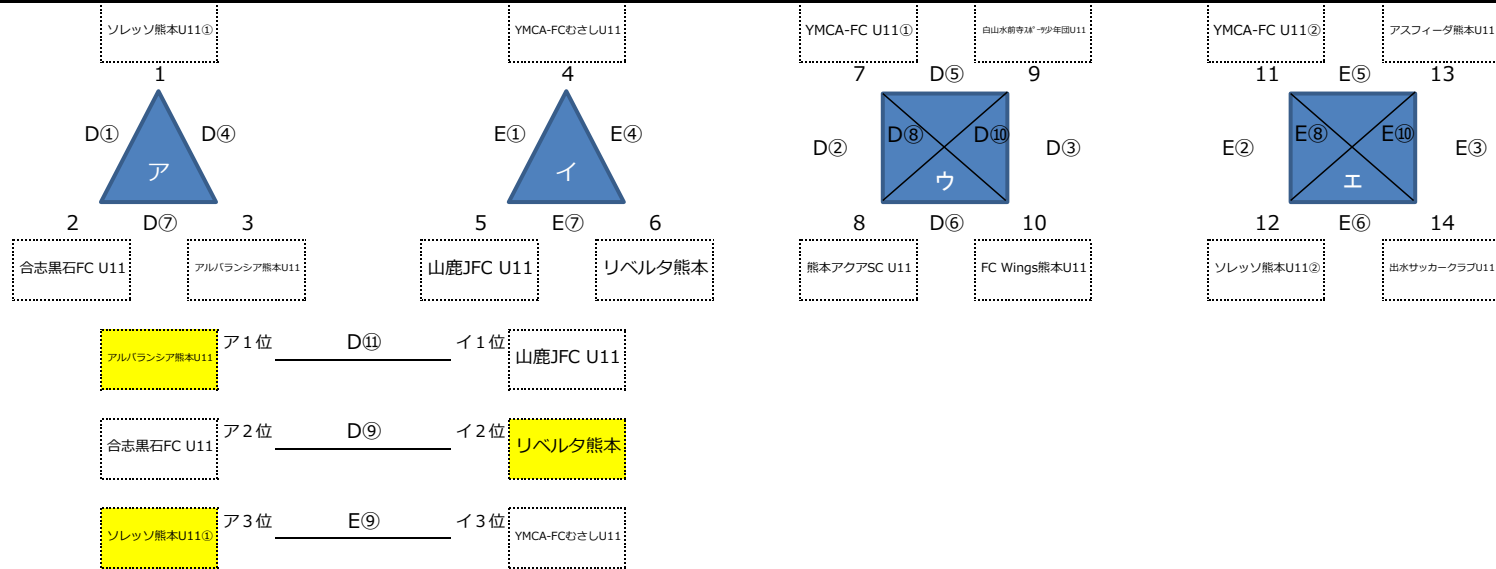 ソレッソ熊本U11① YMCA-FCむさしU11 YMCA-FC U11① 白山水前寺ｽﾎﾟｰﾂ少年団U11 YMCA-FC U11② アスフィーダ熊本U11
1 4 7 D⑤ 9 11 E⑤ 13
D① D④ E① E④ D② D⑧ D⑩ D③ E② E⑧ E⑩ E③
ア イ ウ エ
2 D⑦ 3 5 E⑦ 6 8 D⑥ 10 12 E⑥ 14
合志黒石FC U11 アルバランシア熊本U11 山鹿JFC U11 リベルタ熊本 熊本アクアSC U11 FC Wings熊本U11 ソレッソ熊本U11② 出水サッカークラブU11
アルバランシア熊本U11 ア１位 D⑪ イ１位 山鹿JFC U11
合志黒石FC U11 ア２位 D⑨ イ２位 リベルタ熊本
ソレッソ熊本U11① ア３位 E⑨ イ３位 YMCA-FCむさしU11